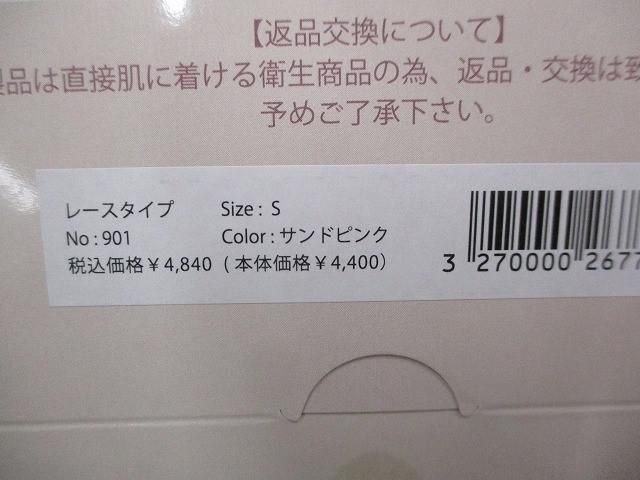 【返品交換について】
製品は直接肌に着ける衛生商品の為、返品・交換は致
予めご了承下さい。
レースタイプ Size : S
No : 901 Color : サンドピンク
税込価格￥4,840 ( 本体価格￥4,400)
3 270000 2677